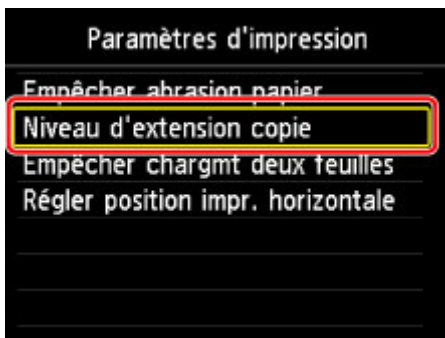 Paramètres d'impression
Empêcher abrasion papier
Niveau d'extension copie
Empêcher chargmt deux feuilles
Régler position impr. horizontale